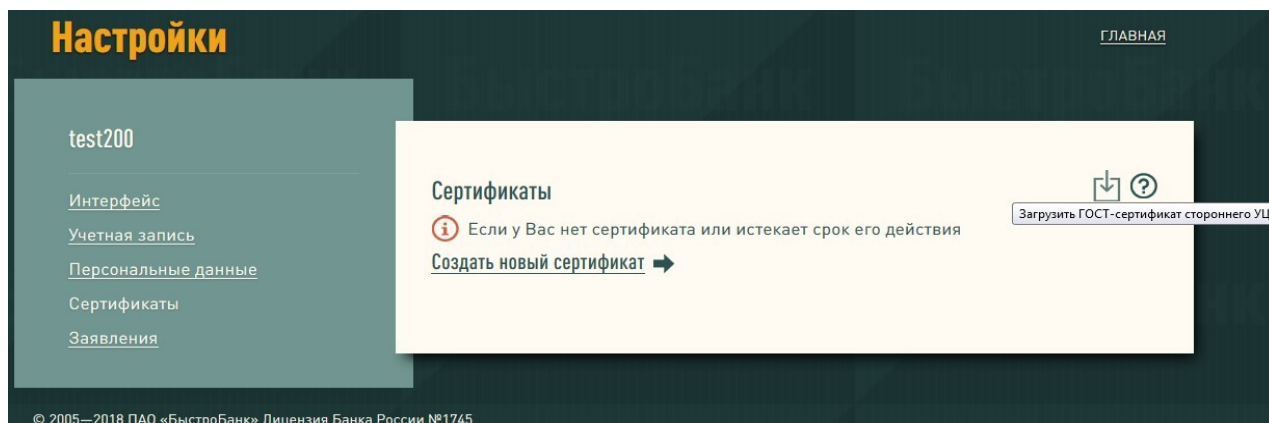 Настройки
ГЛАВНАЯ
test200
Интерфейс
Учетная запись
Персональные данные
Сертификаты
Заявления
Сертификаты
Загрузить ГОСТ-сертификат стороннего УЦ
Если у Вас нет сертификата или истекает срок его действия
Создать новый сертификат
© 2005—2018 ПАО «БыстроБанк» Лицензия Банка России №1745